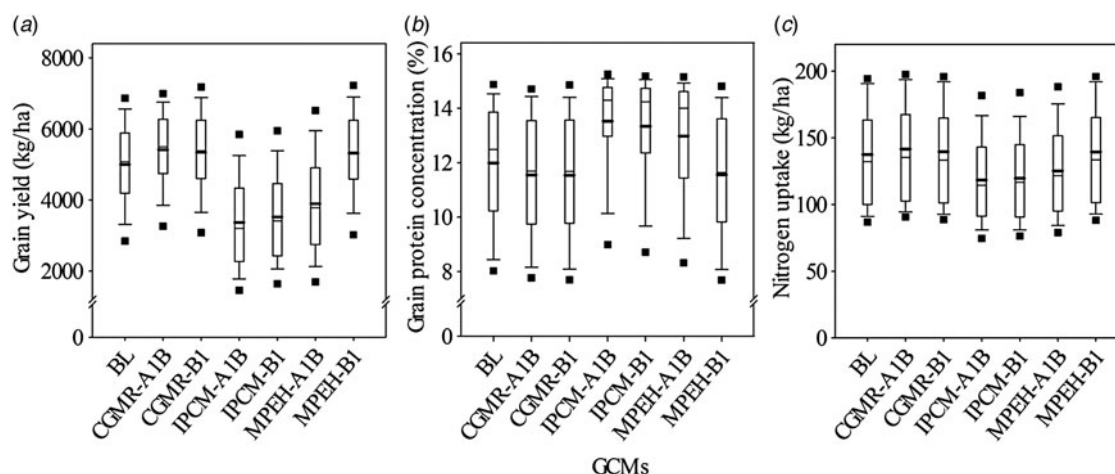 (a)
8000
6000
4000
2000
0
Grain yield (kg/ha)
BL
CGMR-A1B
CGMR-B1
IPCM-A1B
IPCM-B1
MPEH-A1B
MPEH-B1
(b)
16
14
12
10
8
0
Grain protein concentration (%)
BL
CGMR-A1B
CGMR-B1
IPCM-A1B
IPCM-B1
MPEH-A1B
MPEH-B1
(c)
200
150
100
50
0
Nitrogen uptake (kg/ha)
BL
CGMR-A1B
CGMR-B1
IPCM-A1B
IPCM-B1
MPEH-A1B
MPEH-B1
GCMs